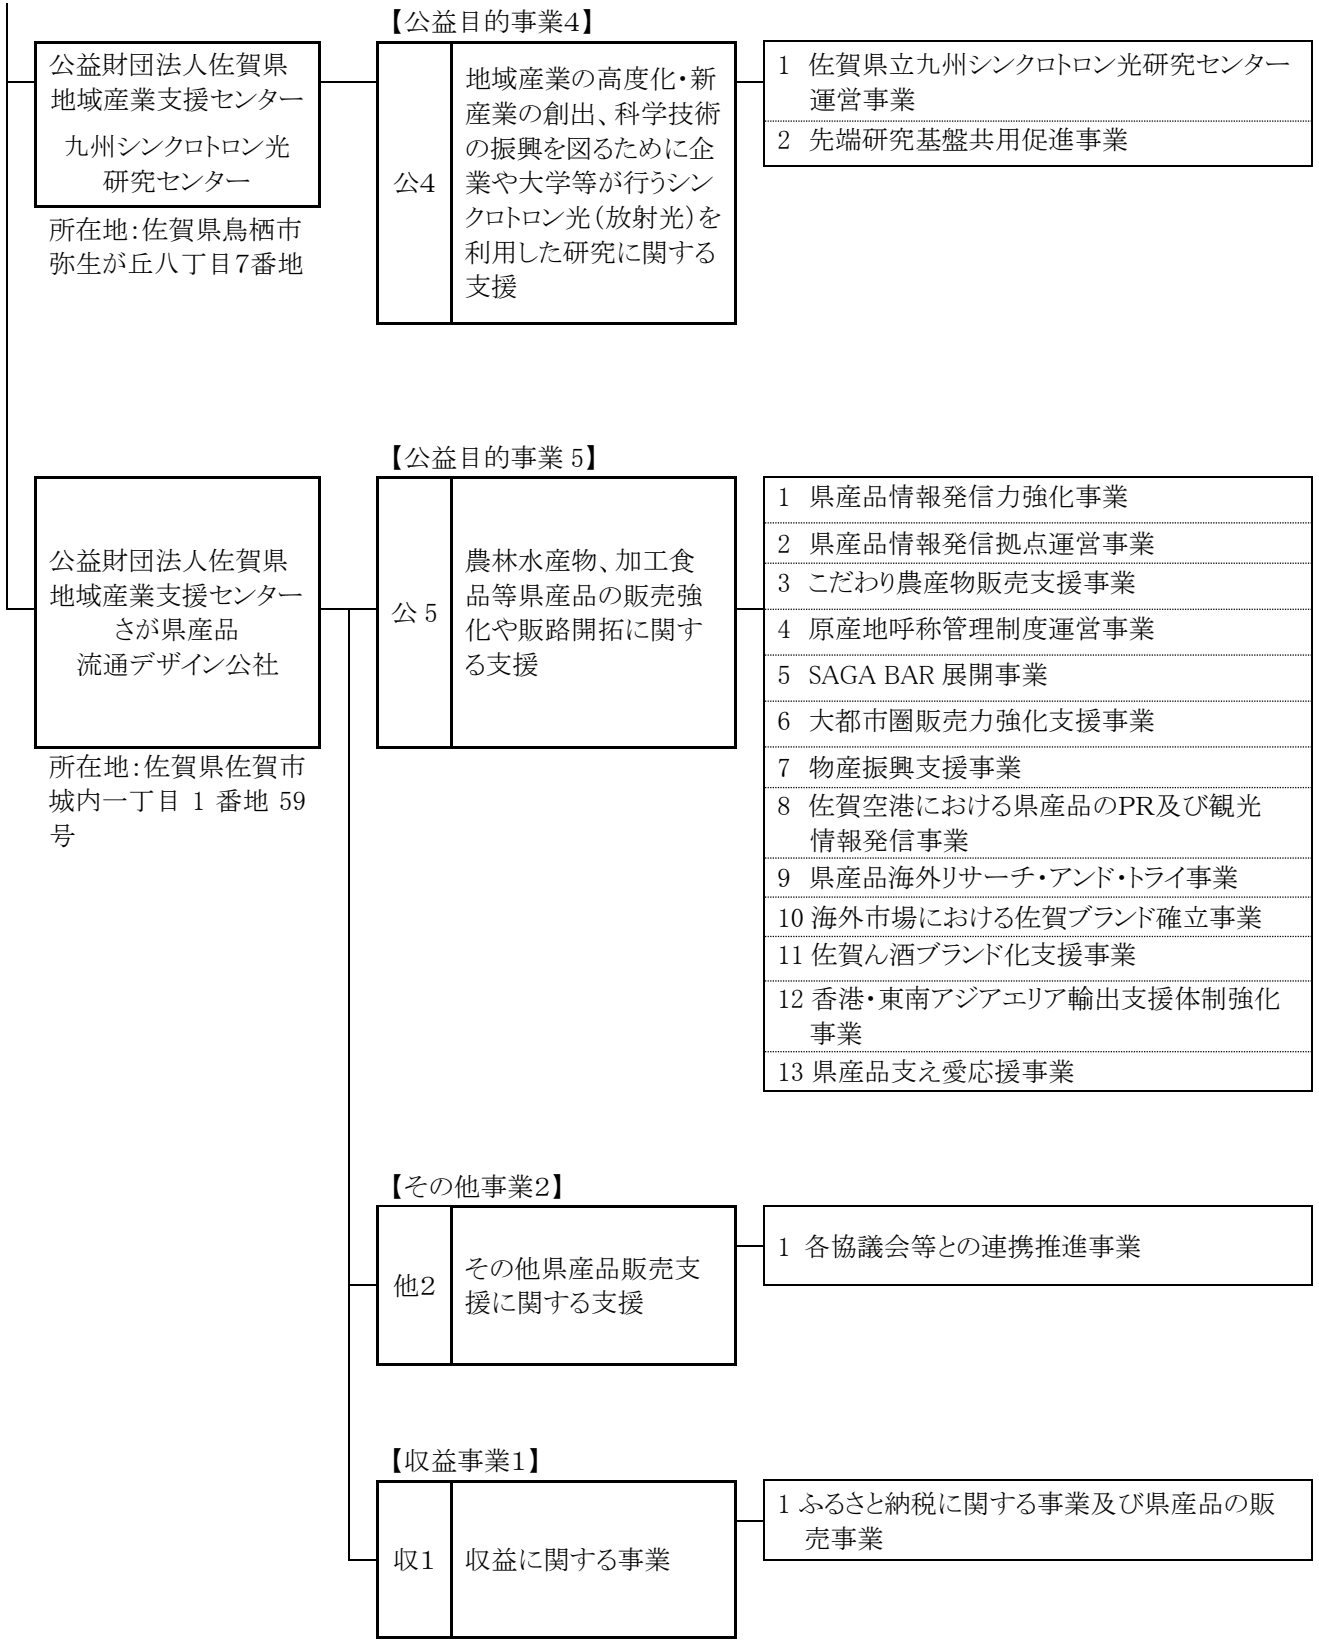 【公益目的事業4】
公益財団法人佐賀県
地域産業支援センター
九州シンクロトロン光
研究センター
所在地：佐賀県鳥栖市
弥生が丘八丁目7番地
公4
地域産業の高度化・新
産業の創出、科学技術
の振興を図るために企
業や大学等が行うシン
クロトロン光（放射光）を
利用した研究に関する
支援
1 佐賀県立九州シンクロトロン光研究センター
運営事業
2 先端研究基盤共用促進事業
【公益目的事業 5】
公益財団法人佐賀県
地域産業支援センター
さが県産品
流通デザイン公社
所在地：佐賀県佐賀市
城内一丁目 1 番地 59
号
公 5
農林水産物、加工食
品等県産品の販売強
化や販路開拓に関す
る支援
1 県産品情報発信力強化事業
2 県産品情報発信拠点運営事業
3 こだわり農産物販売支援事業
4 原産地呼称管理制度運営事業
5 SAGA BAR 展開事業
6 大都市圏販売力強化支援事業
7 物産振興支援事業
8 佐賀空港における県産品のPR及び観光
情報発信事業
9 県産品海外リサーチ・アンド・トライ事業
10 海外市場における佐賀ブランド確立事業
11 佐賀ん酒ブランド化支援事業
12 香港・東南アジアエリア輸出支援体制強化
事業
13 県産品支え愛応援事業
【その他事業2】
他2
その他県産品販売支
援に関する支援
1 各協議会等との連携推進事業
【収益事業1】
収1
収益に関する事業
1 ふるさと納税に関する事業及び県産品の販
売事業